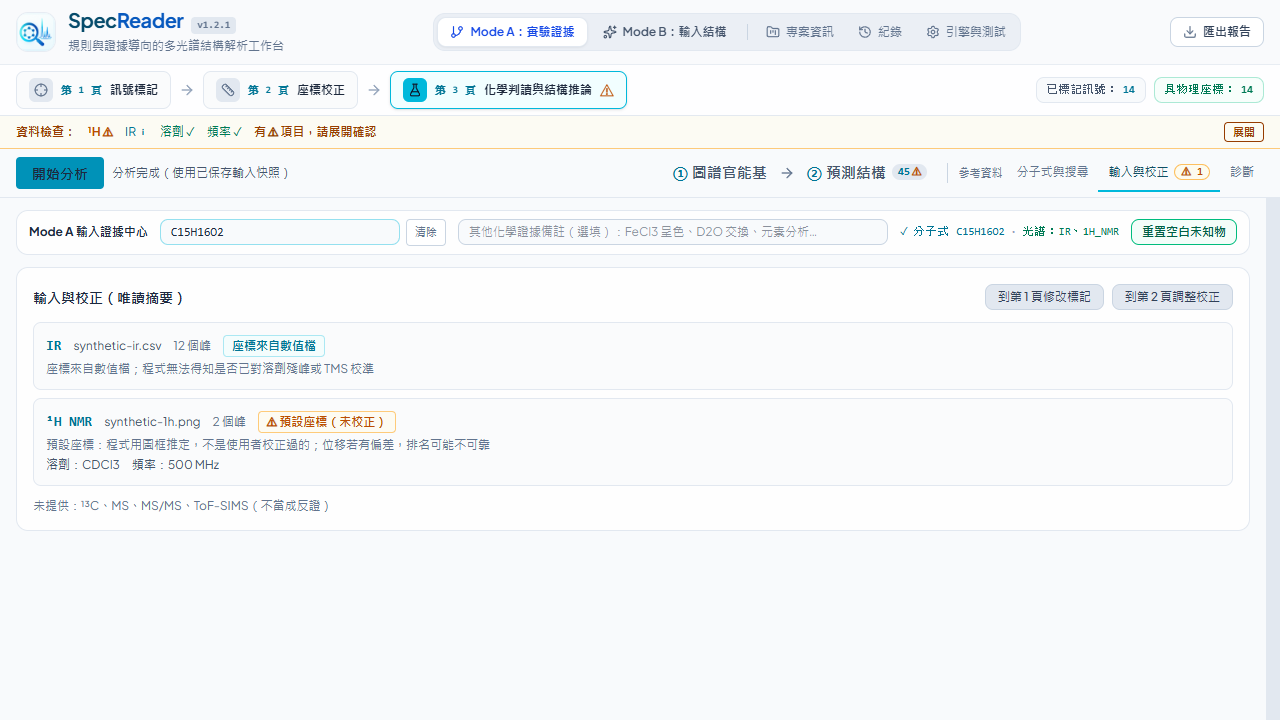 SpecReader v1.2.1
規則與證據導向的多光譜結構解析工作台
Mode A：實驗證據
Mode B：輸入結構
專案資訊
紀錄
引擎與測試
匯出報告
第 1 頁 訊號標記
第 2 頁 座標校正
第 3 頁 化學判讀與結構推論
已標記訊號： 14
具物理座標： 14
資料檢查： ¹H⚠ IR i 溶劑✓ 頻率✓ 有⚠項目，請展開確認
展開
開始分析
分析完成（使用已保存輸入快照）
① 圖譜官能基 → ② 預測結構 45⚠
參考資料
分子式與搜尋
輸入與校正 ⚠ 1
診斷
Mode A 輸入證據中心
C15H16O2
清除
其他化學證據備註（選填）：FeCl3 呈色、D2O 交換、元素分析…
✓ 分子式 C15H16O2 · 光譜：IR、1H_NMR
重置空白未知物
輸入與校正（唯讀摘要）
到第 1 頁修改標記
到第 2 頁調整校正
IR synthetic-ir.csv 12 個峰 座標來自數值檔
座標來自數值檔；程式無法得知是否已對溶劑殘峰或 TMS 校準
¹H NMR synthetic-1h.png 2 個峰 ⚠預設座標（未校正）
預設座標：程式用圖框推定，不是使用者校正過的；位移若有偏差，排名可能不可靠
溶劑：CDCl3 頻率：500 MHz
未提供：¹³C、MS、MS/MS、ToF-SIMS（不當成反證）